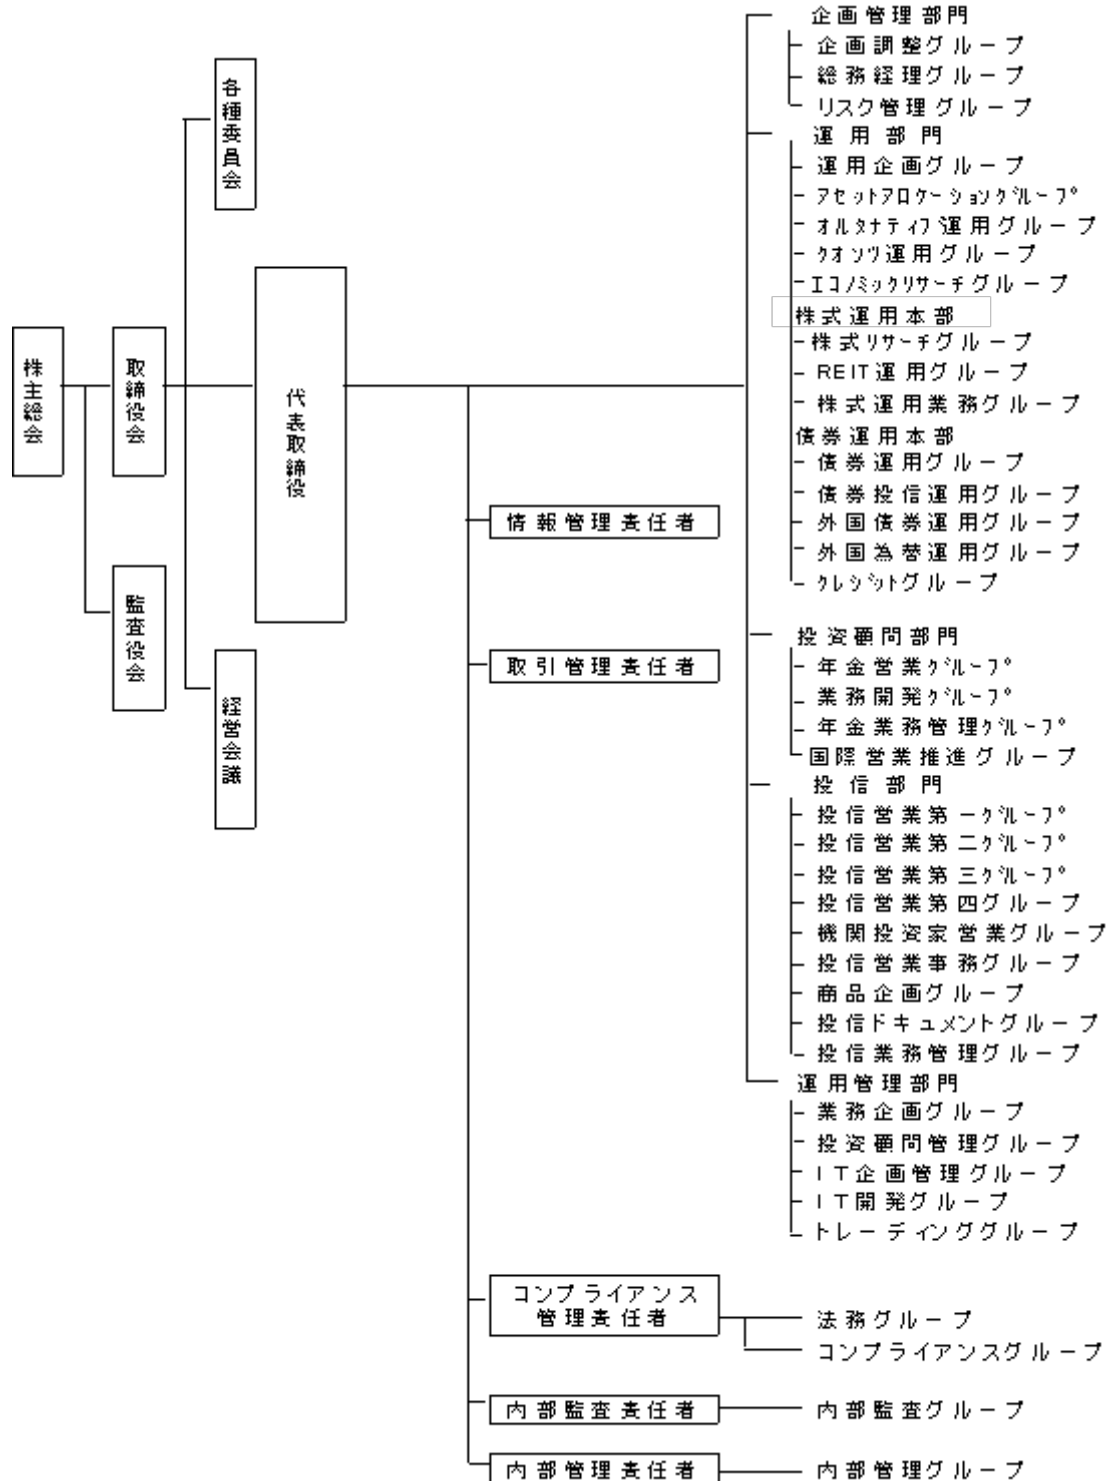 株主総会
取締役会
監査役会
各種委員会
経営会議
代表取締役
情報管理責任者
取引管理責任者
コンプライアンス
管理責任者
内部監査責任者
内部管理責任者
企画管理部門
企画調整グループ
総務経理グループ
リスク管理グループ
運用部門
運用企画グループ
ｱｾｯﾄｱﾛｹｰｼｮﾝｸﾞﾙｰﾌﾟ
ｵﾙﾀﾅﾃｨﾌﾞ運用グループ
ｸｵﾝﾂ運用グループ
ｴｺﾉﾐｯｸﾘｻｰﾁグループ
株式運用本部
株式ﾘｻｰﾁグループ
REIT運用グループ
株式運用業務グループ
債券運用本部
債券運用グループ
債券投信運用グループ
外国債券運用グループ
外国為替運用グループ
ｸﾚｼﾞｯﾄグループ
投資顧問部門
年金営業ｸﾞﾙｰﾌﾟ
業務開発ｸﾞﾙｰﾌﾟ
年金業務管理ｸﾞﾙｰﾌﾟ
国際営業推進グループ
投信部門
投信営業第一ｸﾞﾙｰﾌﾟ
投信営業第二ｸﾞﾙｰﾌﾟ
投信営業第三ｸﾞﾙｰﾌﾟ
投信営業第四グループ
機関投資家営業グループ
投信営業事務グループ
商品企画グループ
投信ドキュメントグループ
投信業務管理グループ
運用管理部門
業務企画グループ
投資顧問管理グループ
ＩＴ企画管理グループ
ＩＴ開発グループ
トレーディンググループ
法務グループ
コンプライアンスグループ
内部監査グループ
内部管理グループ